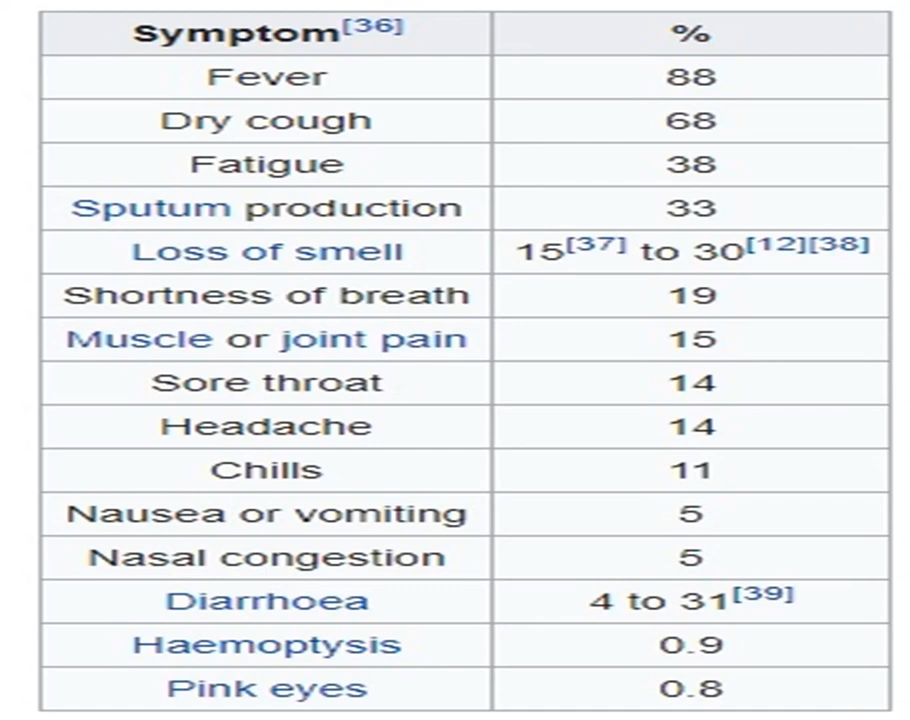 Symptom[36] %
Fever 88
Dry cough 68
Fatigue 38
Sputum production 33
Loss of smell 15[37] to 30[12][38]
Shortness of breath 19
Muscle or joint pain 15
Sore throat 14
Headache 14
Chills 11
Nausea or vomiting 5
Nasal congestion 5
Diarrhoea 4 to 31[39]
Haemoptysis 0.9
Pink eyes 0.8